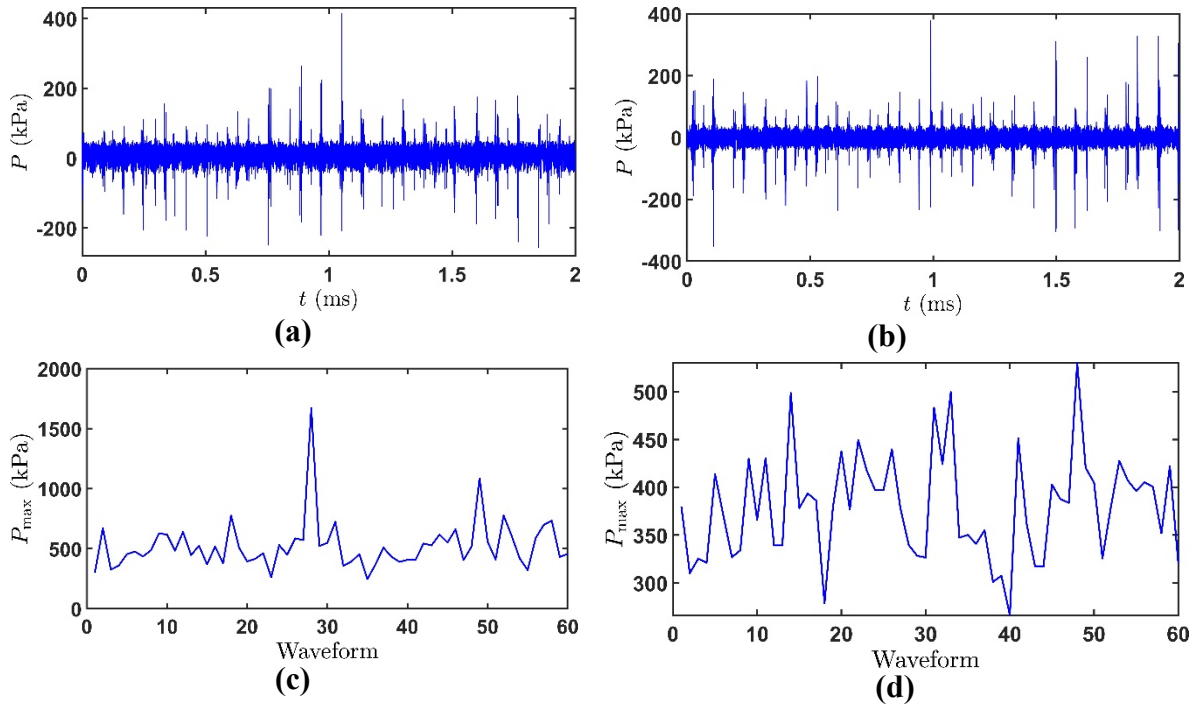 400
200
0
-200
P (kPa)
0 0.5 1 1.5 2
t (ms)
(a)
400
200
0
-200
-400
P (kPa)
0 0.5 1 1.5 2
t (ms)
(b)
2000
1500
1000
500
0
Pmax (kPa)
0 10 20 30 40 50 60
Waveform
(c)
500
450
400
350
300
Pmax (kPa)
0 10 20 30 40 50 60
Waveform
(d)